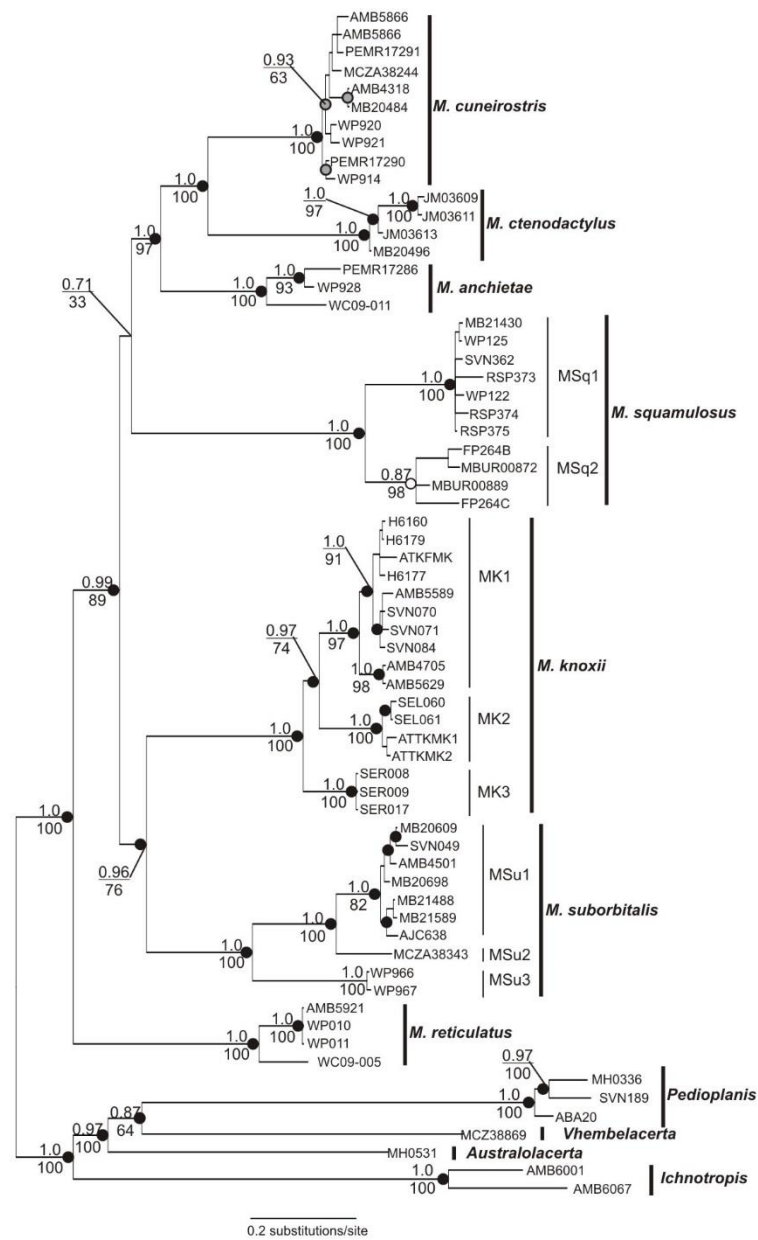 AMB5866
AMB5866
PEMR17291
0.93
63
MCZA38244
AMB4318
MB20484
M. cuneirostris
WP920
1.0
100
WP921
PEMR17290
WP914
1.0
100
1.0
97
1.0
100
JM03609
JM03611
M. ctenodactylus
1.0
97
1.0
100
JM03613
MB20496
PEMR17286
1.0
93
WP928
M. anchietae
1.0
100
WC09-011
0.71
33
MB21430
WP125
SVN362
1.0
100
RSP373
MSq1
WP122
RSP374
M. squamulosus
RSP375
1.0
100
FP264B
0.87
98
MBUR00872
MSq2
MBUR00889
FP264C
H6160
H6179
1.0
91
ATKFMK
H6177
MK1
0.99
89
AMB5589
SVN070
SVN071
0.97
74
1.0
97
SVN084
1.0
98
AMB4705
AMB5629
M. knoxii
SEL060
SEL061
1.0
100
MK2
ATTKMK1
ATTKMK2
1.0
100
SER008
1.0
100
SER009
MK3
SER017
1.0
100
MB20609
SVN049
0.96
76
AMB4501
MSu1
MB20698
1.0
82
MB21488
MB21589
M. suborbitalis
1.0
100
AJC638
MCZA38343
MSu2
1.0
100
1.0
100
WP966
MSu3
WP967
AMB5921
1.0
100
WP010
M. reticulatus
1.0
100
WP011
WC09-005
0.97
100
MH0336
SVN189
Pedioplanis
1.0
100
ABA20
0.87
64
MCZ38869
Vhembelacerta
0.97
100
MH0531
Australolacerta
1.0
100
1.0
100
AMB6001
Ichnotropis
AMB6067
0.2 substitutions/site